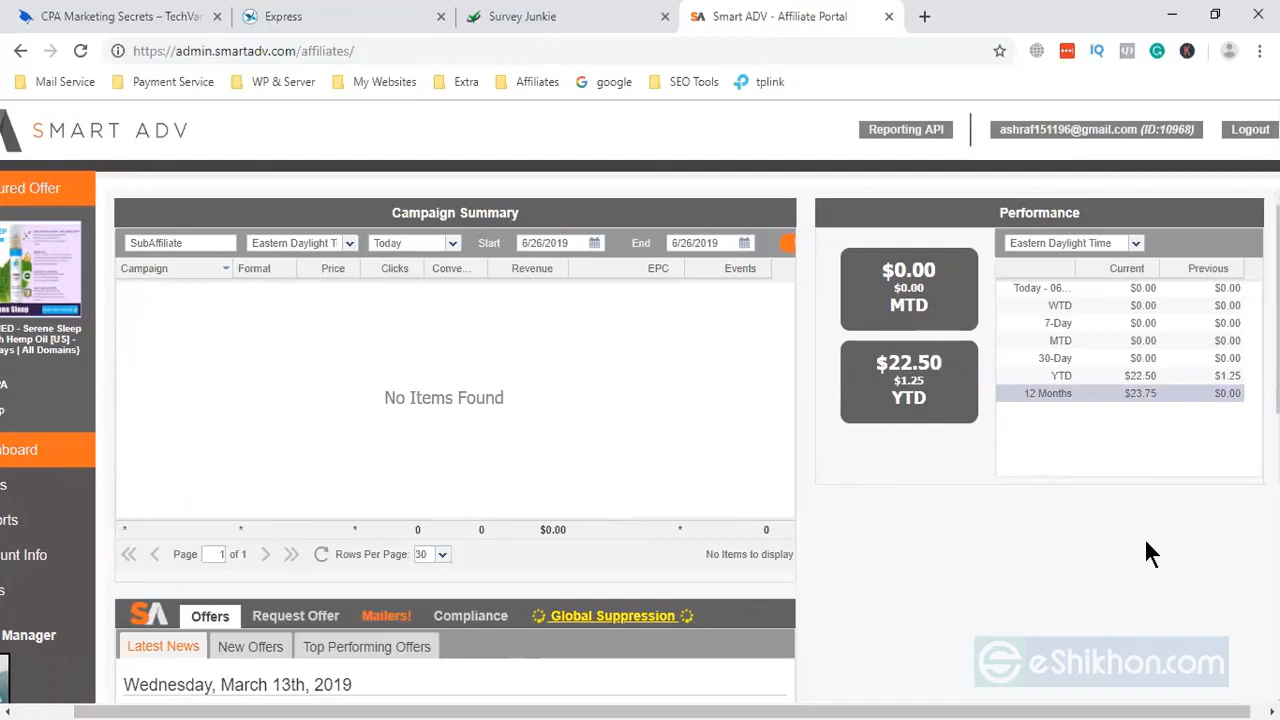 CPA Marketing Secrets – TechVar
Express
Survey Junkie
Smart ADV - Affiliate Portal
https://admin.smartadv.com/affiliates/
Mail Service
Payment Service
WP & Server
My Websites
Extra
Affiliates
google
SEO Tools
tplink
SMART ADV
Reporting API
ashraf151196@gmail.com (ID:10968)
Logout
ured Offer
NED - Serene Sleep
h Hemp Oil [US] -
ays | All Domains}
PA
p
board
s
orts
unt Info
s
Manager
Campaign Summary
SubAffiliate
Eastern Daylight T
Today
Start
6/26/2019
End
6/26/2019
Campaign
Format
Price
Clicks
Conve...
Revenue
EPC
Events
No Items Found
* * * 0 0 $0.00 * 0
Page 1 of 1
Rows Per Page: 30
No Items to display
Performance
$0.00
$0.00
MTD
$22.50
$1.25
YTD
Eastern Daylight Time
Current Previous
Today - 06... $0.00 $0.00
WTD $0.00 $0.00
7-Day $0.00 $0.00
MTD $0.00 $0.00
30-Day $0.00 $0.00
YTD $22.50 $1.25
12 Months $23.75 $0.00
SA
Offers
Request Offer
Mailers!
Compliance
Global Suppression
Latest News
New Offers
Top Performing Offers
Wednesday, March 13th, 2019
eShikhon.com